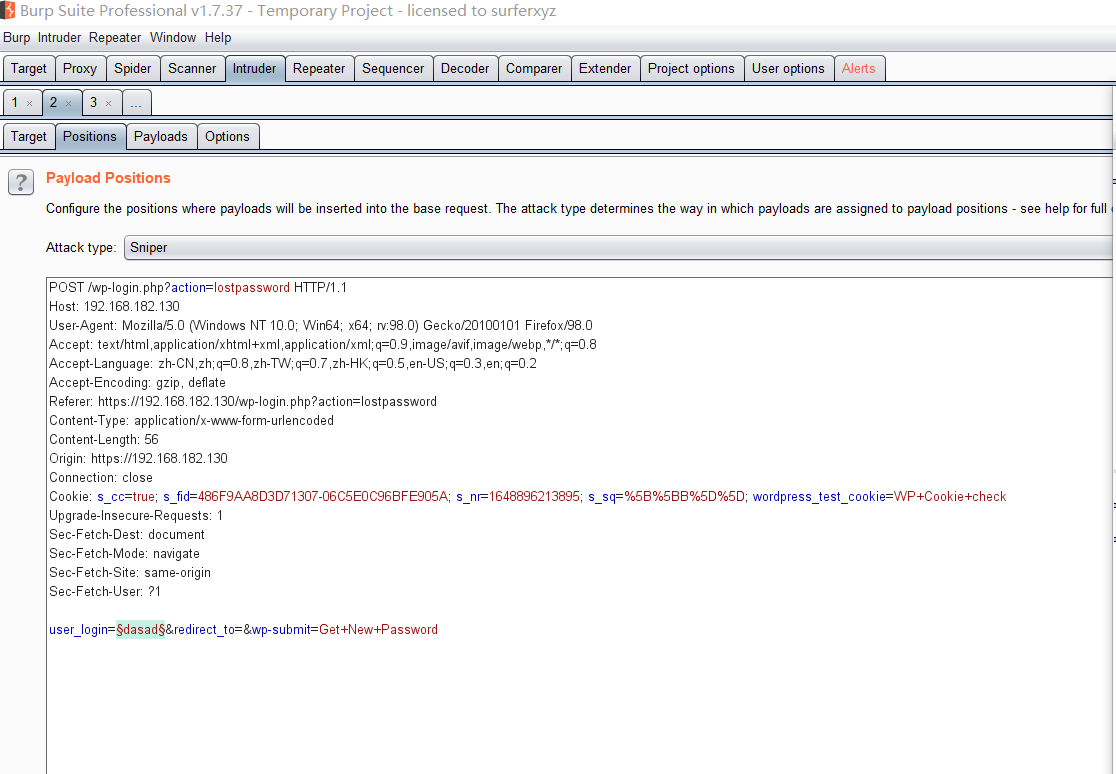 Burp Suite Professional v1.7.37 - Temporary Project - licensed to surferxyz
Burp Intruder Repeater Window Help
Target Proxy Spider Scanner Intruder Repeater Sequencer Decoder Comparer Extender Project options User options Alerts
1 × 2 × 3 × ...
Target Positions Payloads Options
? Payload Positions
Configure the positions where payloads will be inserted into the base request. The attack type determines the way in which payloads are assigned to payload positions - see help for full
Attack type: Sniper
POST /wp-login.php?action=lostpassword HTTP/1.1
Host: 192.168.182.130
User-Agent: Mozilla/5.0 (Windows NT 10.0; Win64; x64; rv:98.0) Gecko/20100101 Firefox/98.0
Accept: text/html,application/xhtml+xml,application/xml;q=0.9,image/avif,image/webp,*/*;q=0.8
Accept-Language: zh-CN,zh;q=0.8,zh-TW;q=0.7,zh-HK;q=0.5,en-US;q=0.3,en;q=0.2
Accept-Encoding: gzip, deflate
Referer: https://192.168.182.130/wp-login.php?action=lostpassword
Content-Type: application/x-www-form-urlencoded
Content-Length: 56
Origin: https://192.168.182.130
Connection: close
Cookie: s_cc=true; s_fid=486F9AA8D3D71307-06C5E0C96BFE905A; s_nr=1648896213895; s_sq=%5B%5BB%5D%5D; wordpress_test_cookie=WP+Cookie+check
Upgrade-Insecure-Requests: 1
Sec-Fetch-Dest: document
Sec-Fetch-Mode: navigate
Sec-Fetch-Site: same-origin
Sec-Fetch-User: ?1
user_login=§dasad§&redirect_to=&wp-submit=Get+New+Password